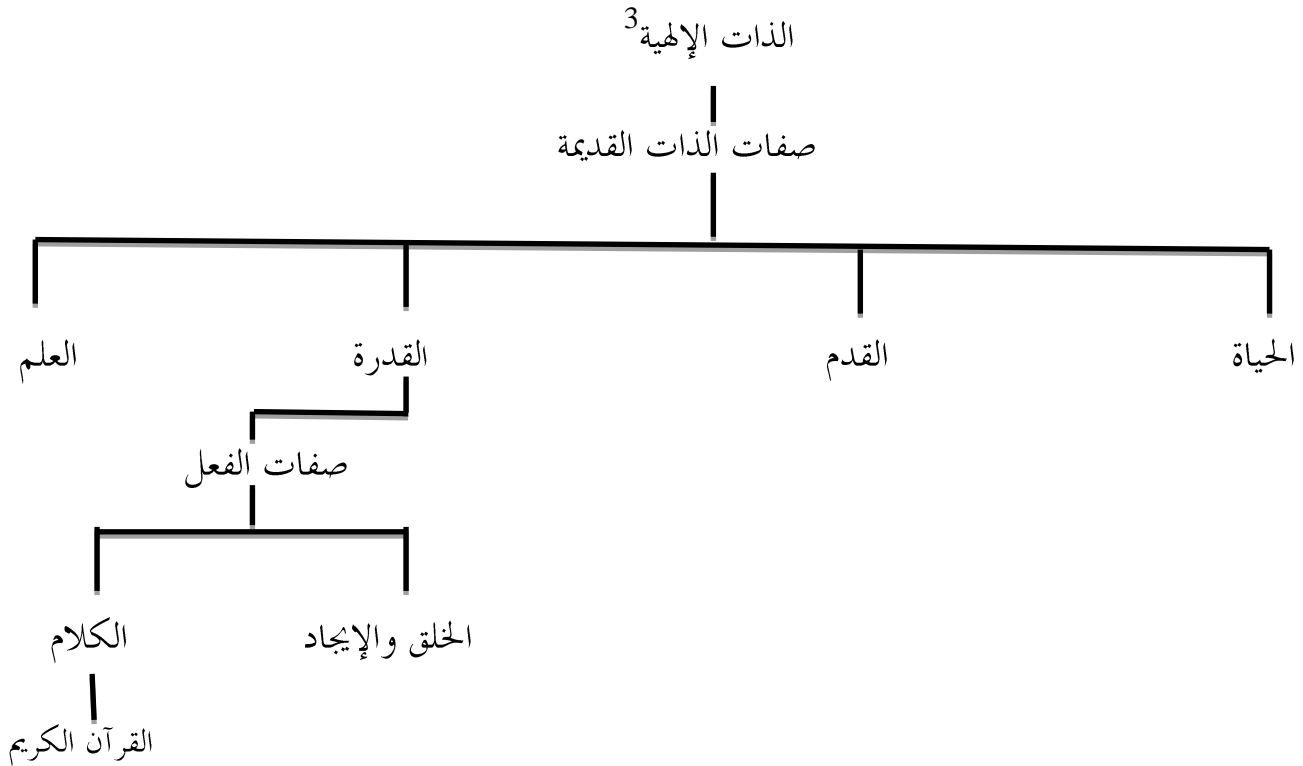 الذات الإلهية3
صفات الذات القديمة
الحياة القدم القدرة العلم
صفات الفعل
الخلق والإيجاد الكلام
القرآن الكريم